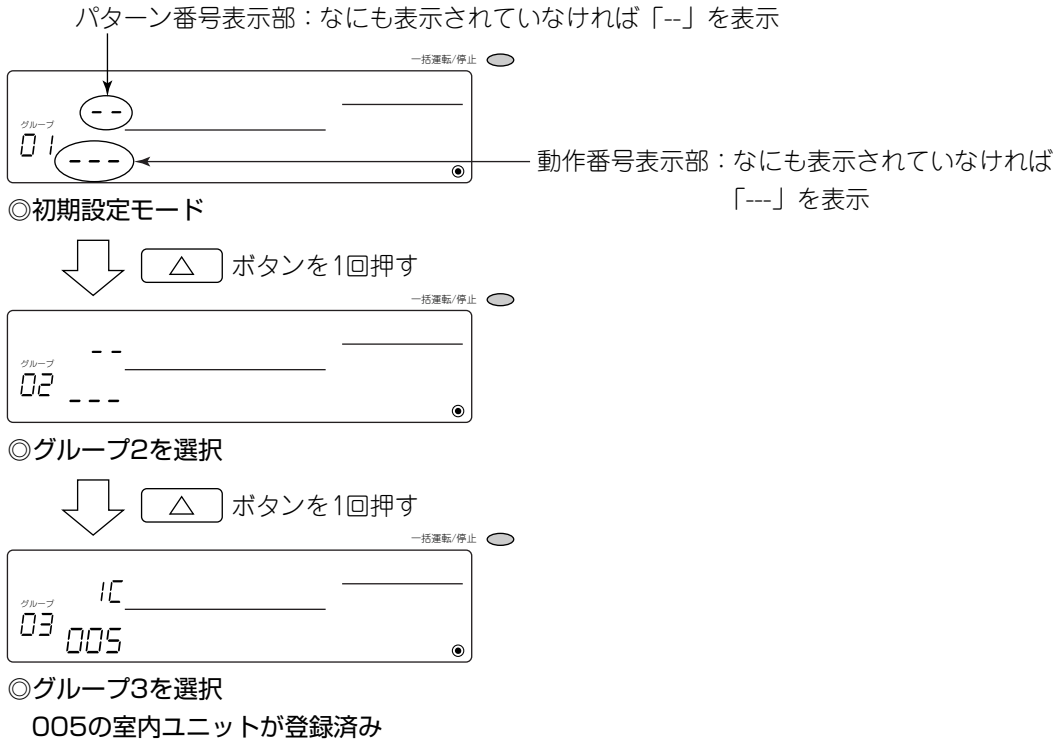 パターン番号表示部：なにも表示されていなければ「--」を表示
一括運転/停止
--
グループ
01
---
動作番号表示部：なにも表示されていなければ
「---」を表示
◎初期設定モード
△ ボタンを1回押す
一括運転/停止
--
グループ
02
---
◎グループ2を選択
△ ボタンを1回押す
一括運転/停止
1C
グループ
03
005
◎グループ3を選択
005の室内ユニットが登録済み